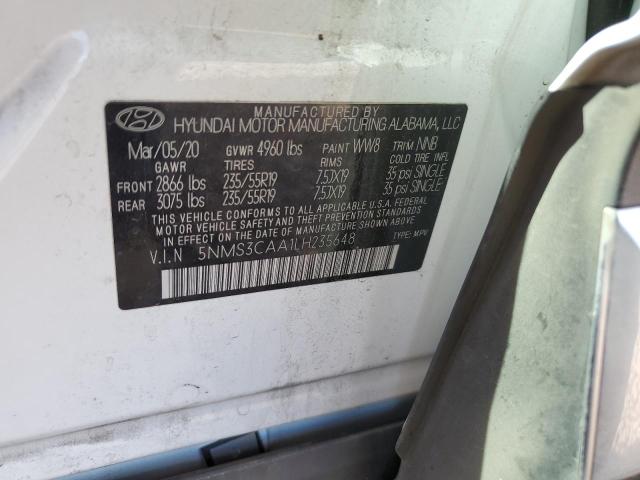 MANUFACTURED BY
HYUNDAI MOTOR MANUFACTURING ALABAMA, LLC
Mar/05/20 GVWR 4960 lbs PAINT WW8 TRIM NNB
GAWR TIRES RIMS COLD TIRE INFL
FRONT 2866 lbs 235/55R19 7.5JX19 35 psi SINGLE
REAR 3075 lbs 235/55R19 7.5JX19 35 psi SINGLE
THIS VEHICLE CONFORMS TO ALL APPLICABLE U.S.A. FEDERAL
MOTOR VEHICLE SAFETY STANDARDS IN EFFECT ON THE
DATE OF MANUFACTURE SHOWN ABOVE.
V.I.N 5NMS3CAA1LH235648 TYPE: MPV